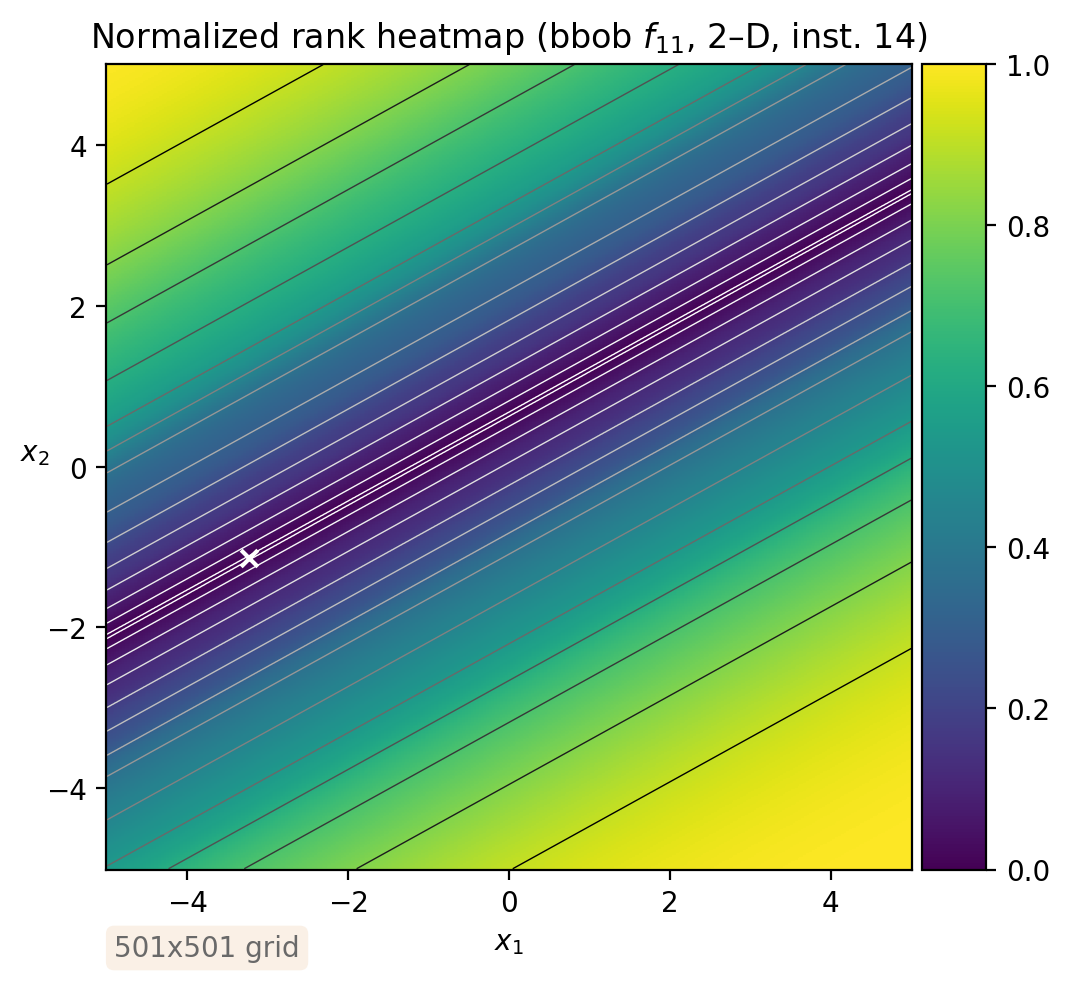 Normalized rank heatmap (bbob f₁₁, 2–D, inst. 14)
1.0
4
0.8
2
0.6
x₂
0
0.4
−2
0.2
−4
0.0
−4 −2 0 2 4
x₁
501x501 grid